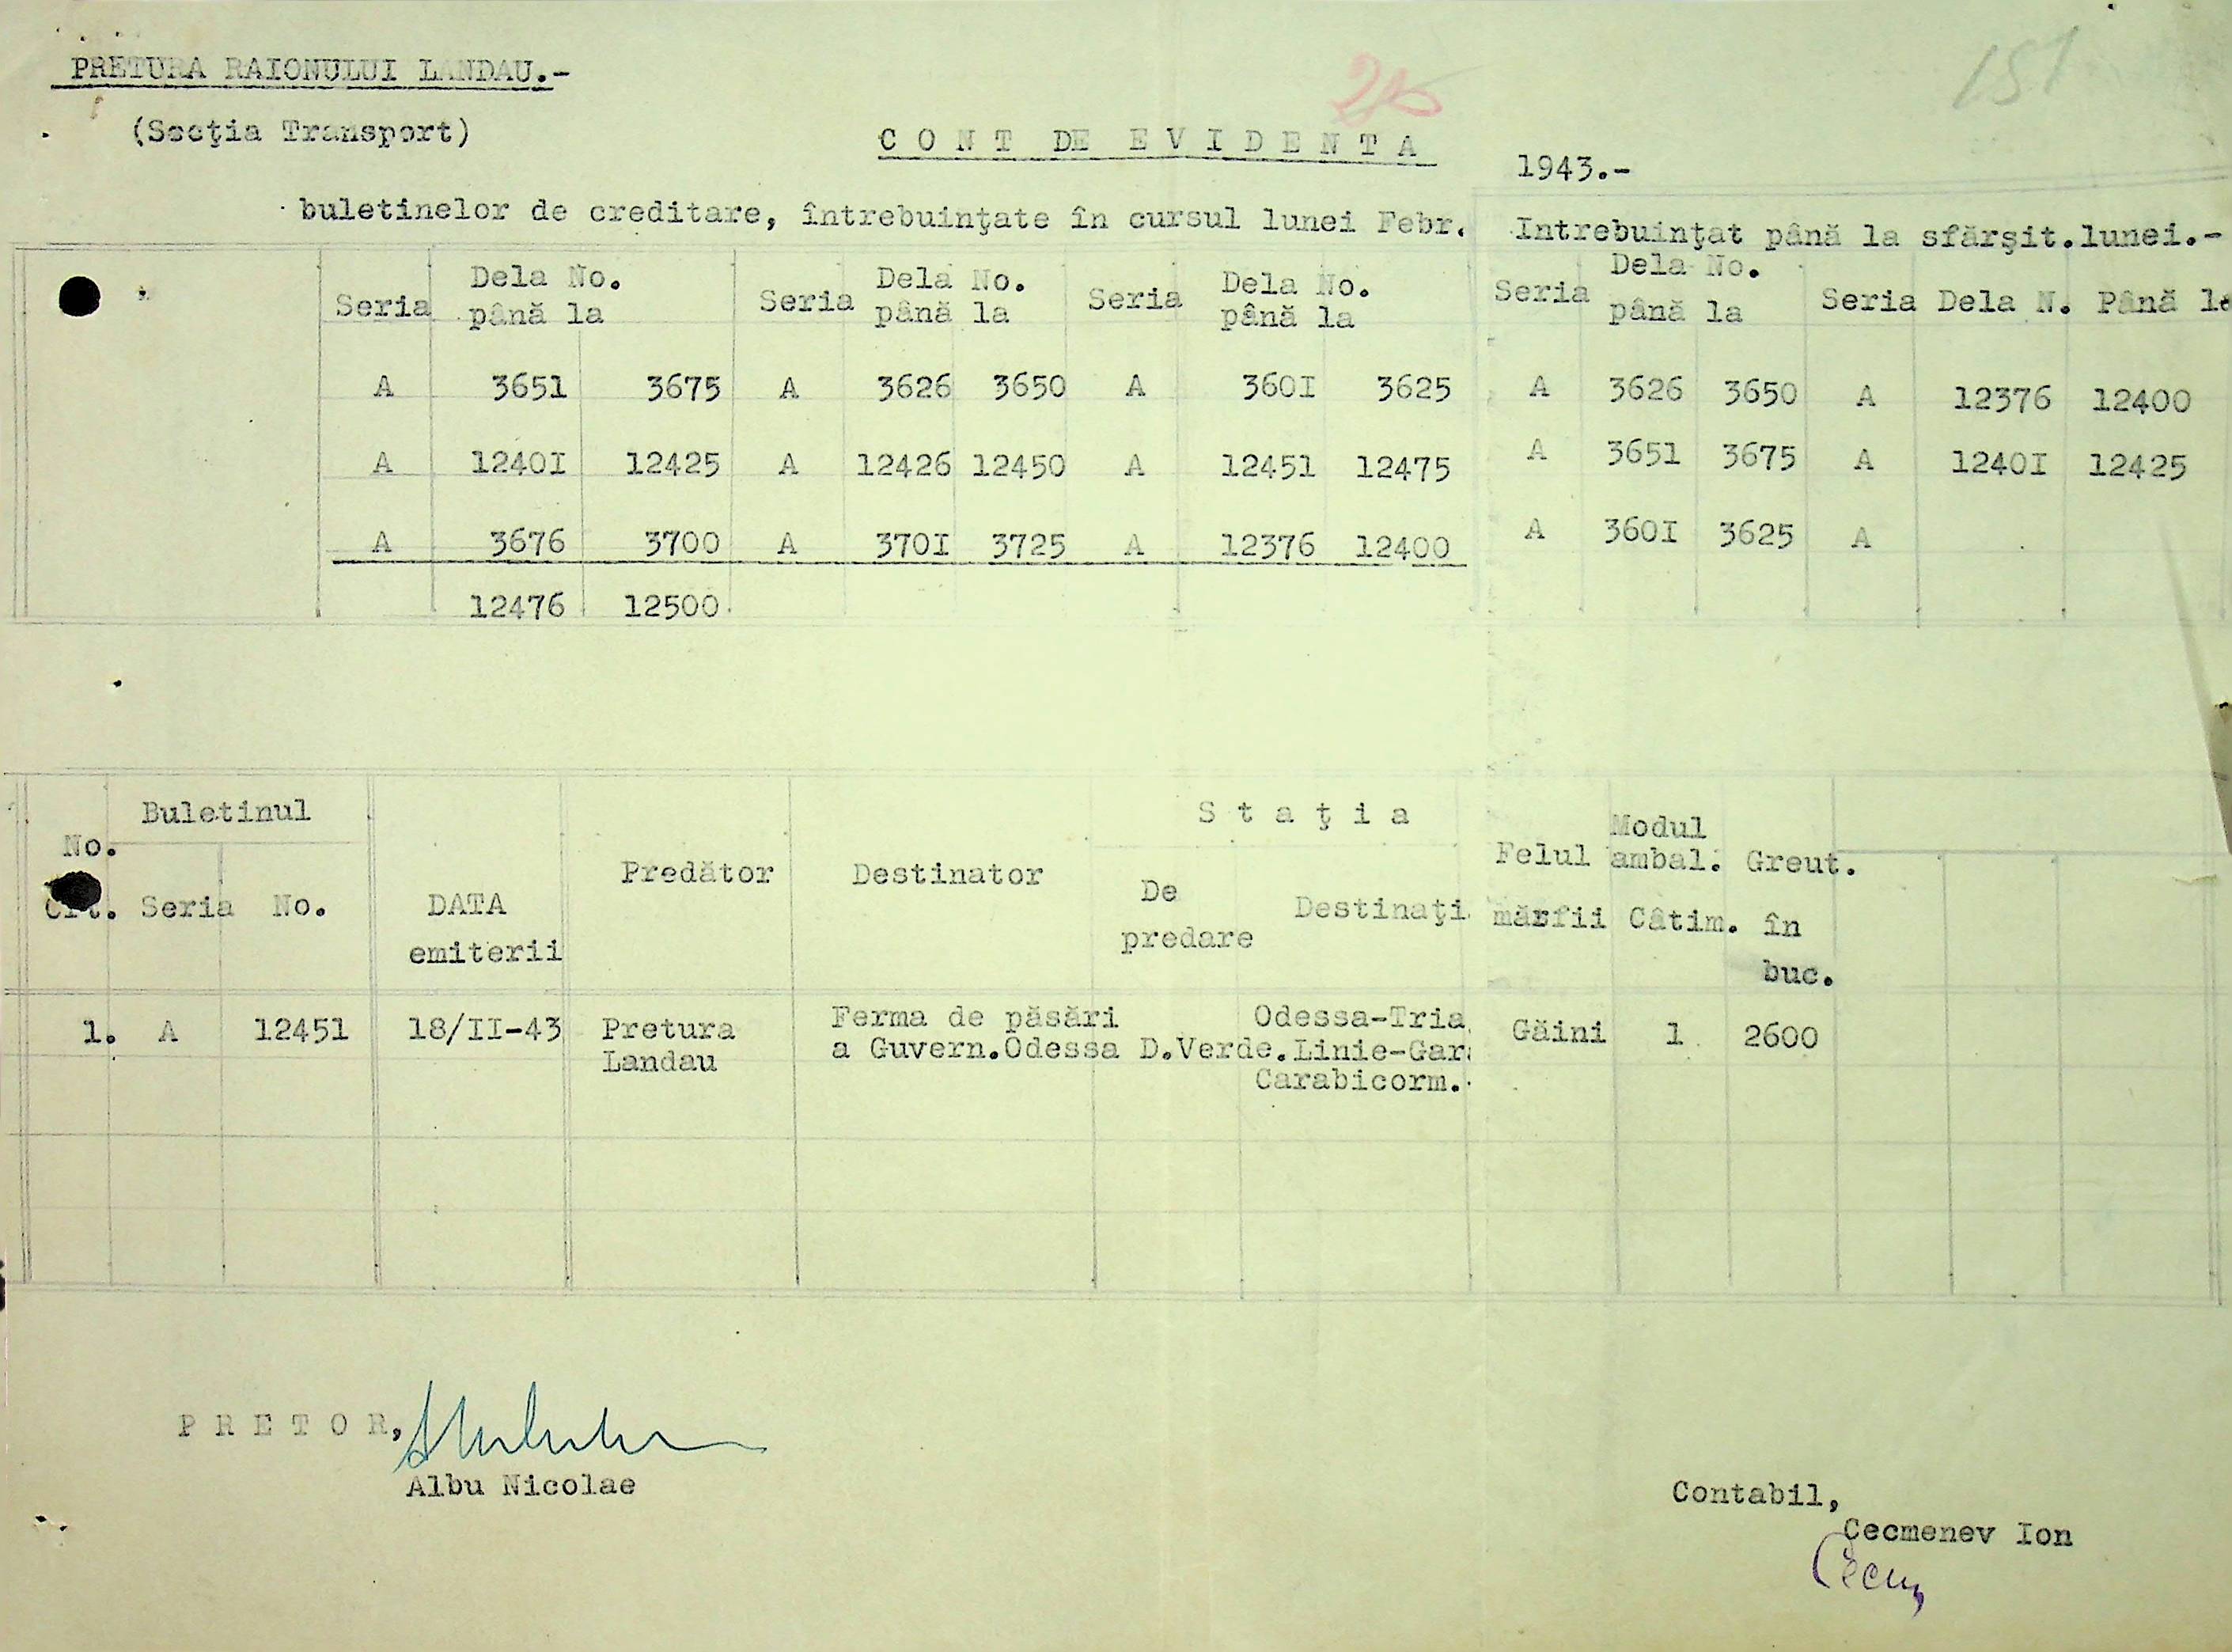 PRETURA RAIONULUI LANDAU.-
151
(Secţia Transport)
C O N T DE E V I D E N T A
1943.-
buletinelor de creditare, întrebuinţate în cursul lunei Febr. Intrebuinţat până la sfârşit.lunei.-
Seria Dela No. până la Seria Dela No. până la Seria Dela No. până la Seria Dela No. până la Seria Dela N. Până la
A 3651 3675 A 3626 3650 A 360I 3625 A 3626 3650 A 12376 12400
A 1240I 12425 A 12426 12450 A 12451 12475 A 3651 3675 A 1240I 12425
A 3676 3700 A 370I 3725 A 12376 12400 A 360I 3625 A
12476 12500
Buletinul S t a ţ i a Modul
No. Predător Destinator Felul ambal. Greut.
Crt. Seria No. DATA De Destinaţi mărfii Câtim. în
emiterii predare buc.
1. A 12451 18/II-43 Pretura Ferma de păsări Odessa-Tria Găini 1 2600
Landau a Guvern.Odessa D.Verde.Linie-Gara
Carabicorm.
P R E T O R,
Albu Nicolae
Contabil,
Cecmenev Ion